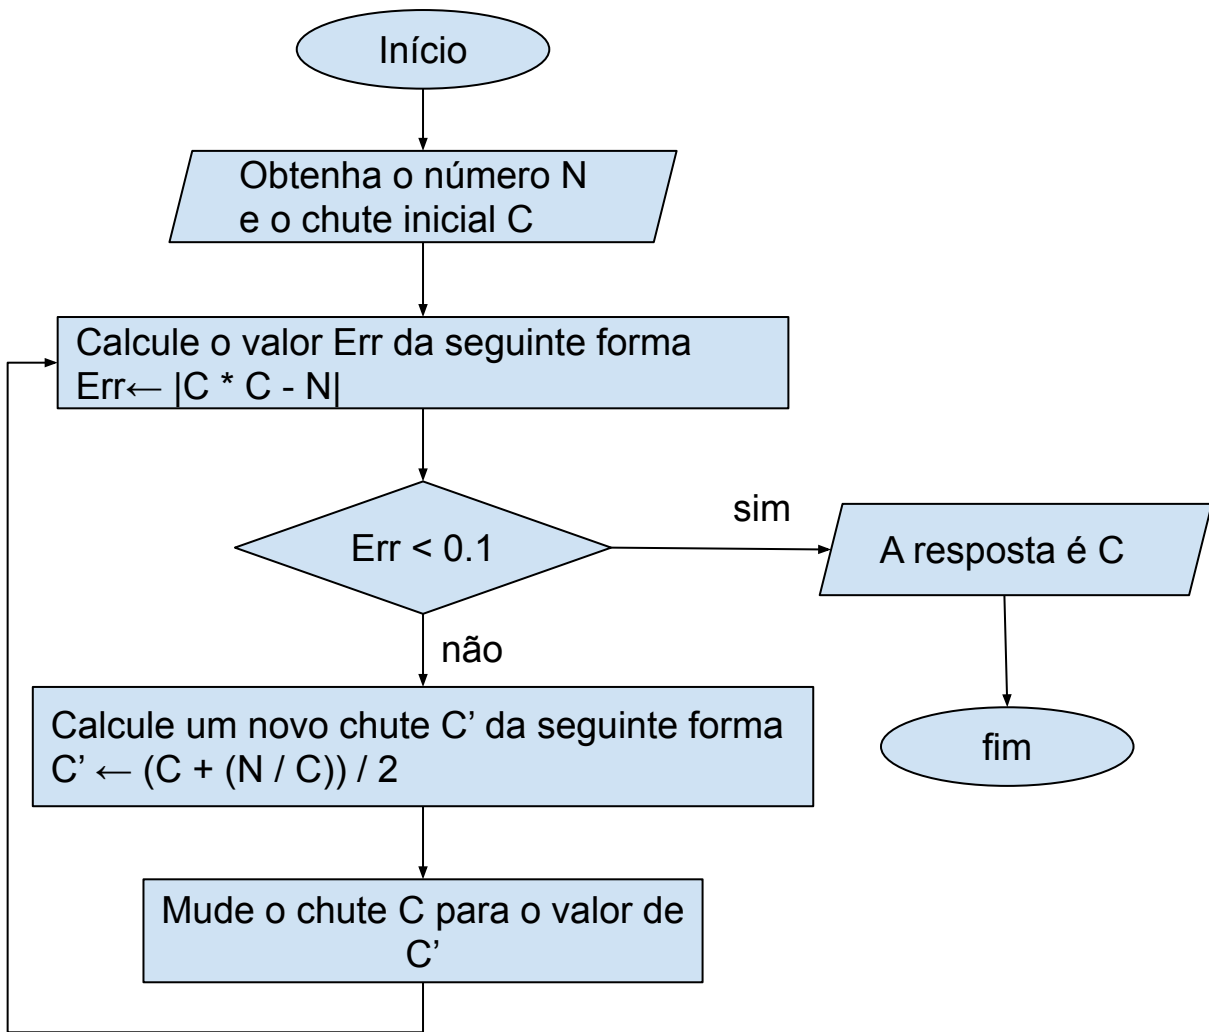 Início
Obtenha o número N
e o chute inicial C
Calcule o valor Err da seguinte forma
Err← |C * C - N|
Err < 0.1
sim
A resposta é C
fim
não
Calcule um novo chute C’ da seguinte forma
C’ ← (C + (N / C)) / 2
Mude o chute C para o valor de
C’